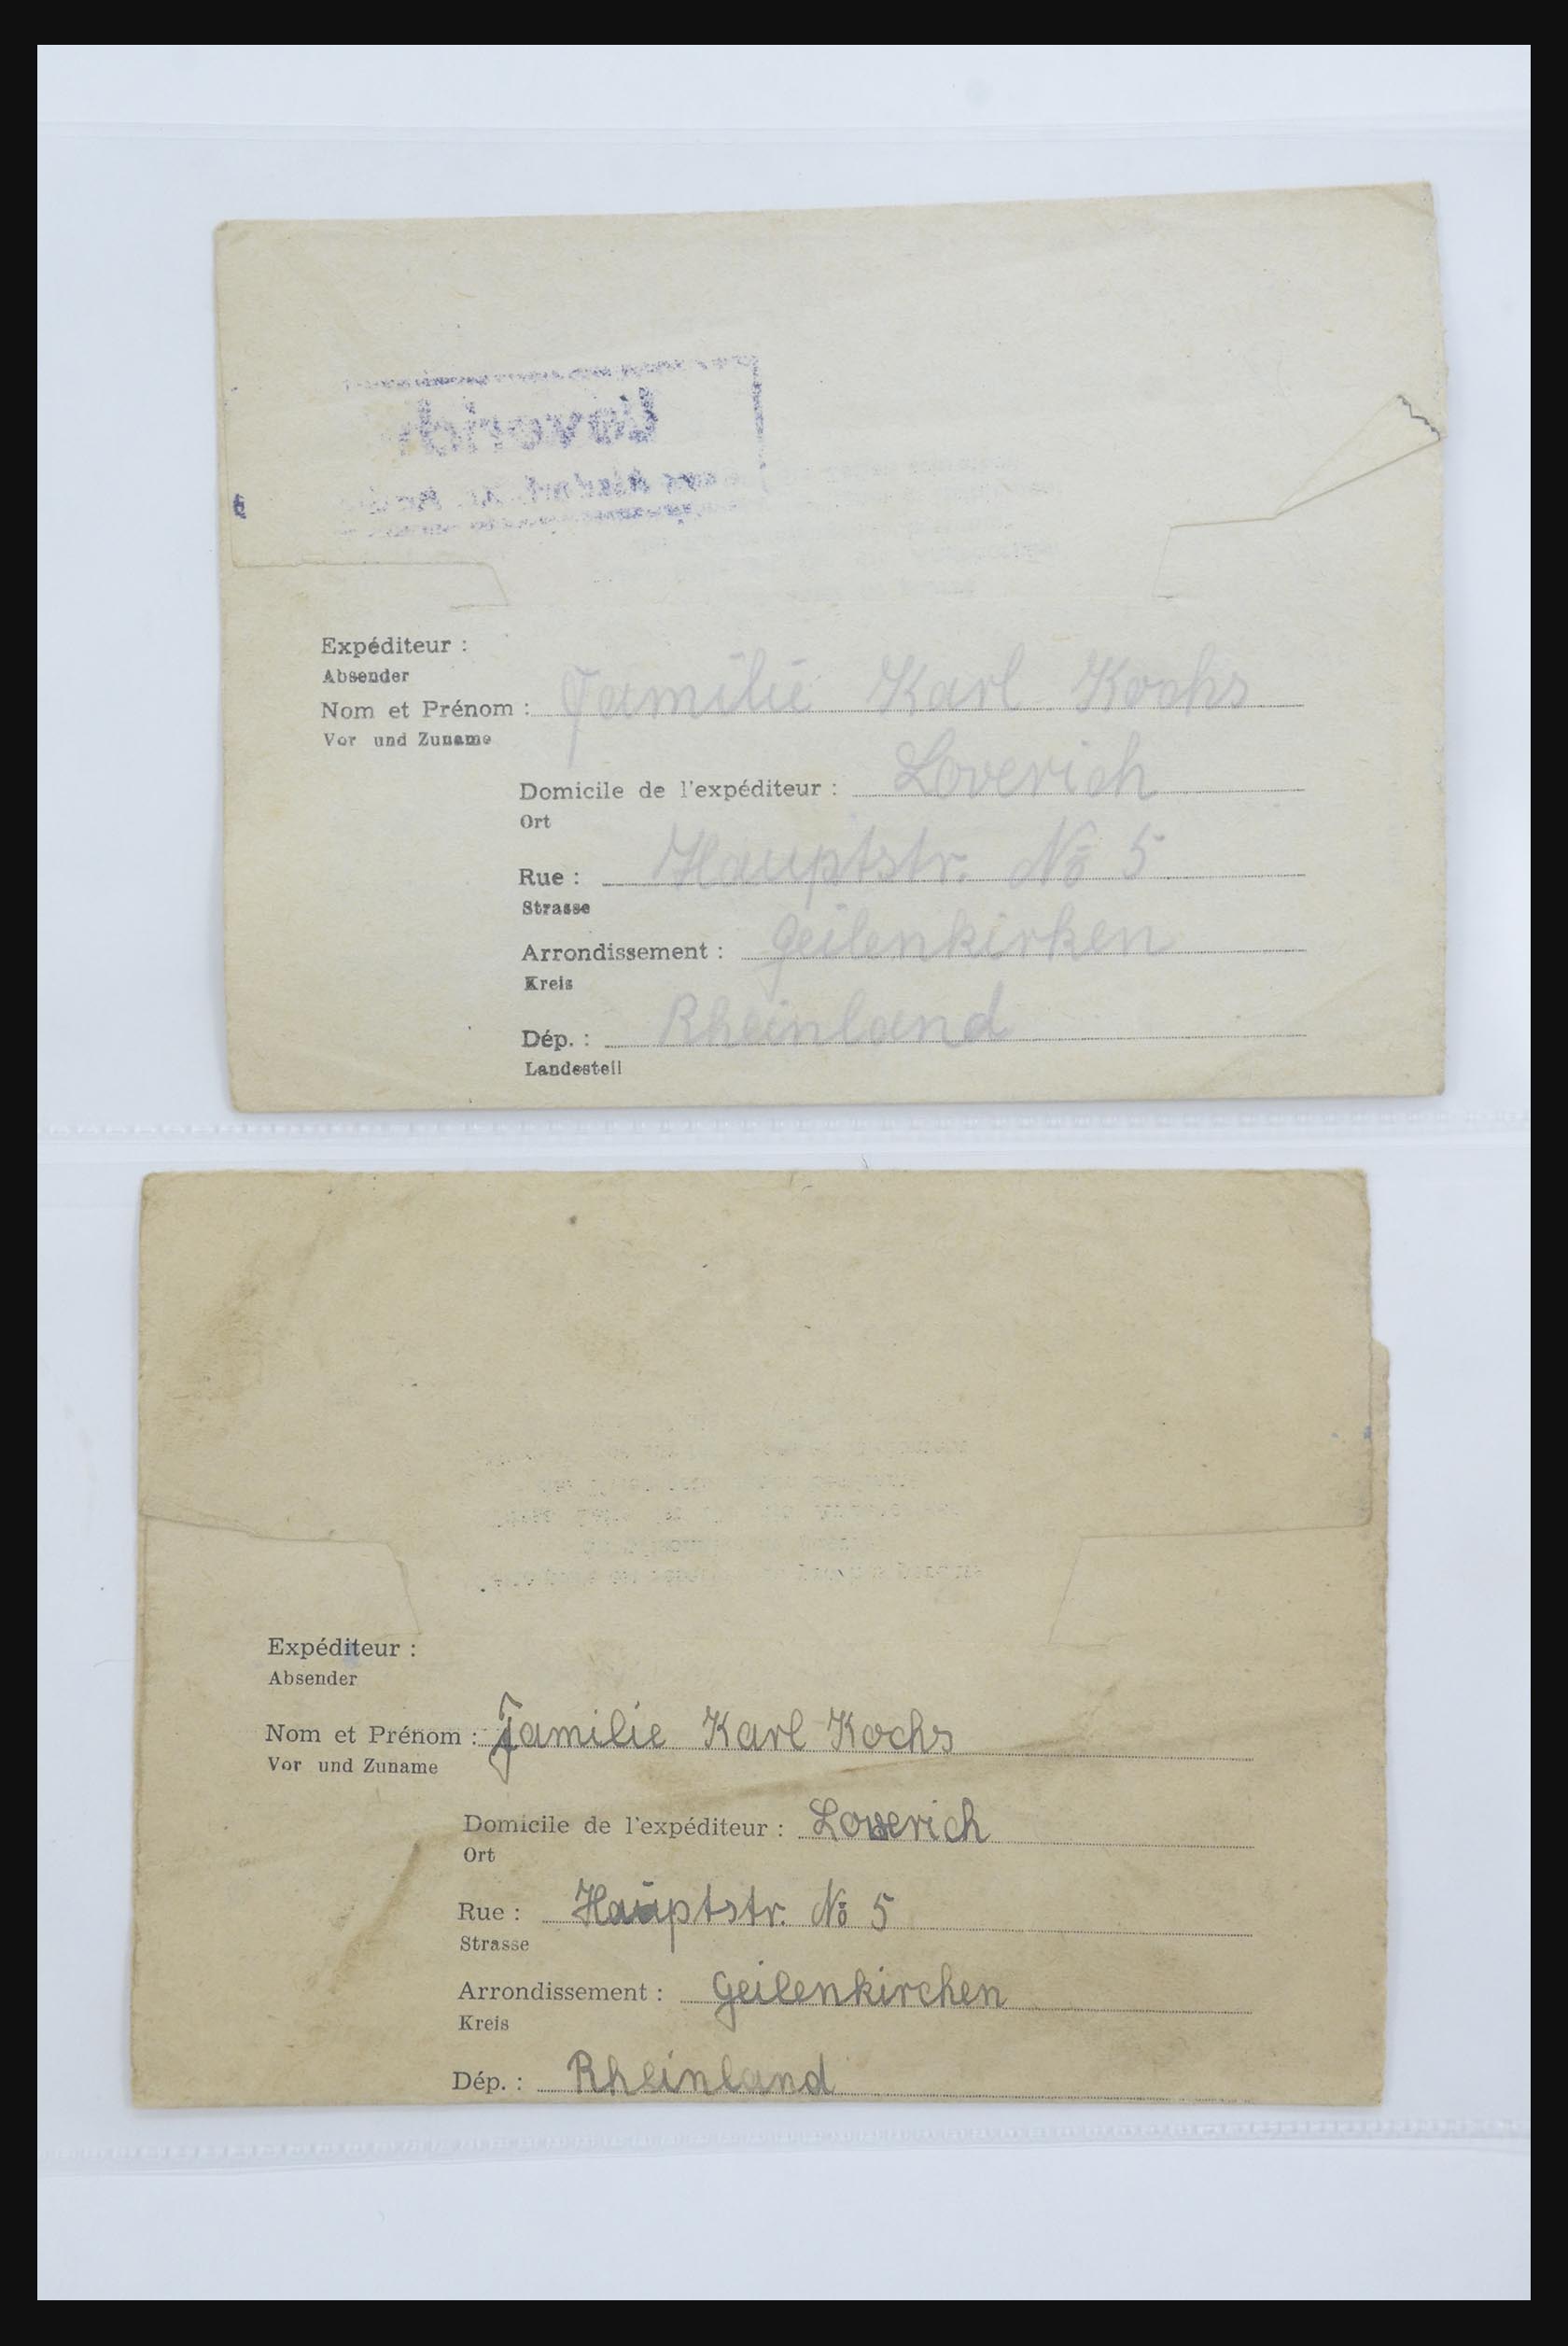 Expéditeur :
Absender
Nom et Prénom : Familie Karl Kochs
Vor und Zuname
Domicile de l'expéditeur : Loverich
Ort
Rue : Hauptstr. No 5
Strasse
Arrondissement : Geilenkirhen
Kreis
Dép. : Rheinland
Landesteil
Expéditeur :
Absender
Nom et Prénom : Familie Karl Kochs
Vor und Zuname
Domicile de l'expéditeur : Loverich
Ort
Rue : Hauptstr. No 5
Strasse
Arrondissement : Geilenkirchen
Kreis
Dép. : Rheinland